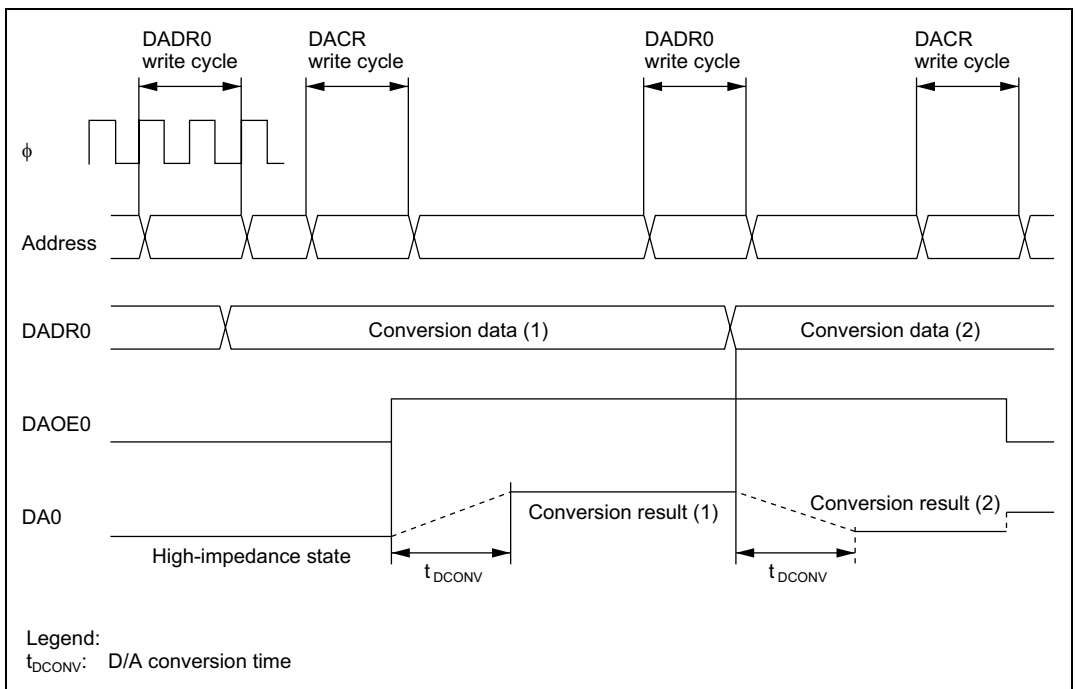 DADR0 write cycle
DACR write cycle
DADR0 write cycle
DACR write cycle
ϕ
Address
DADR0
Conversion data (1)
Conversion data (2)
DAOE0
DA0
High-impedance state
Conversion result (1)
Conversion result (2)
tDCONV
tDCONV
Legend:
tDCONV: D/A conversion time